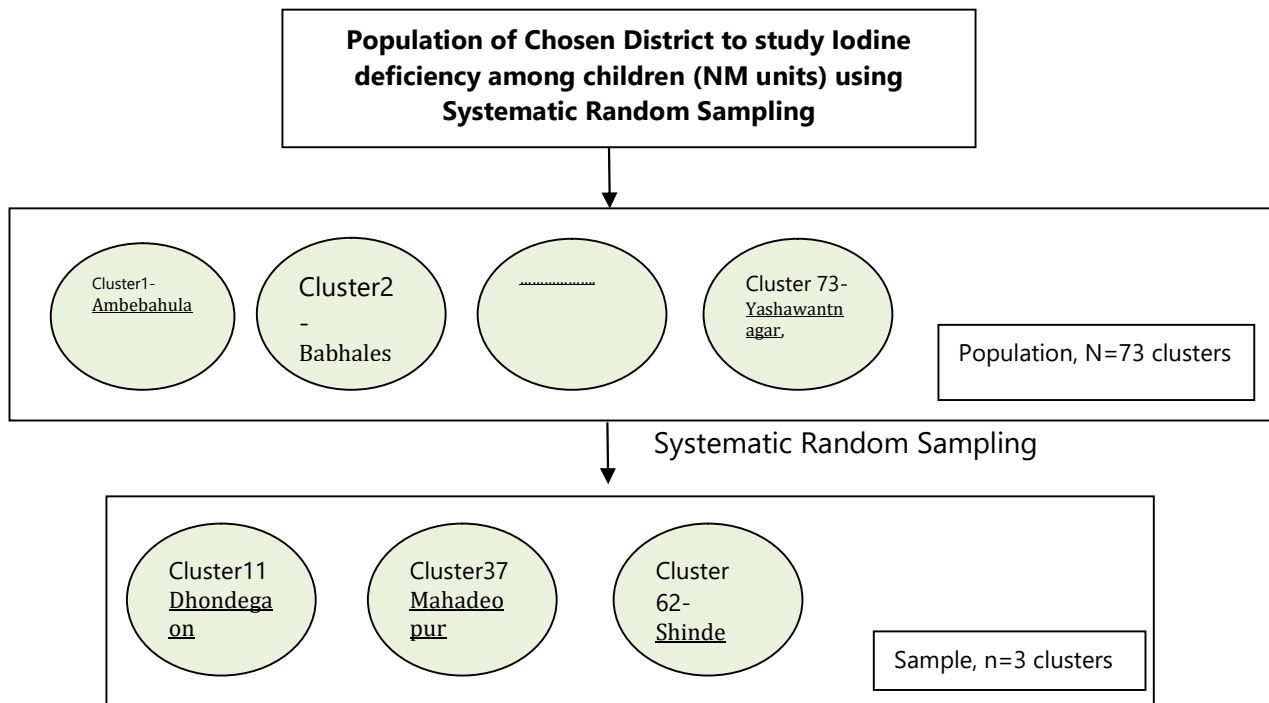 Population of Chosen District to study Iodine
deficiency among children (NM units) using
Systematic Random Sampling
Cluster1-
Ambebahula
Cluster2
-
Babhales
...................
Cluster 73-
Yashawantn
agar,
Population, N=73 clusters
Systematic Random Sampling
Cluster11
Dhondega
on
Cluster37
Mahadeo
pur
Cluster
62-
Shinde
Sample, n=3 clusters